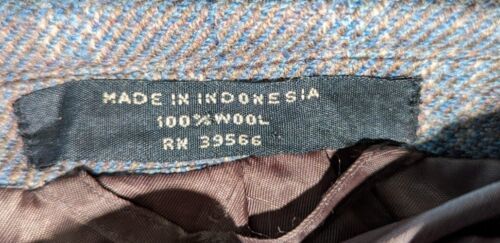 MADE IN INDONESIA
100% WOOL
RN 39566